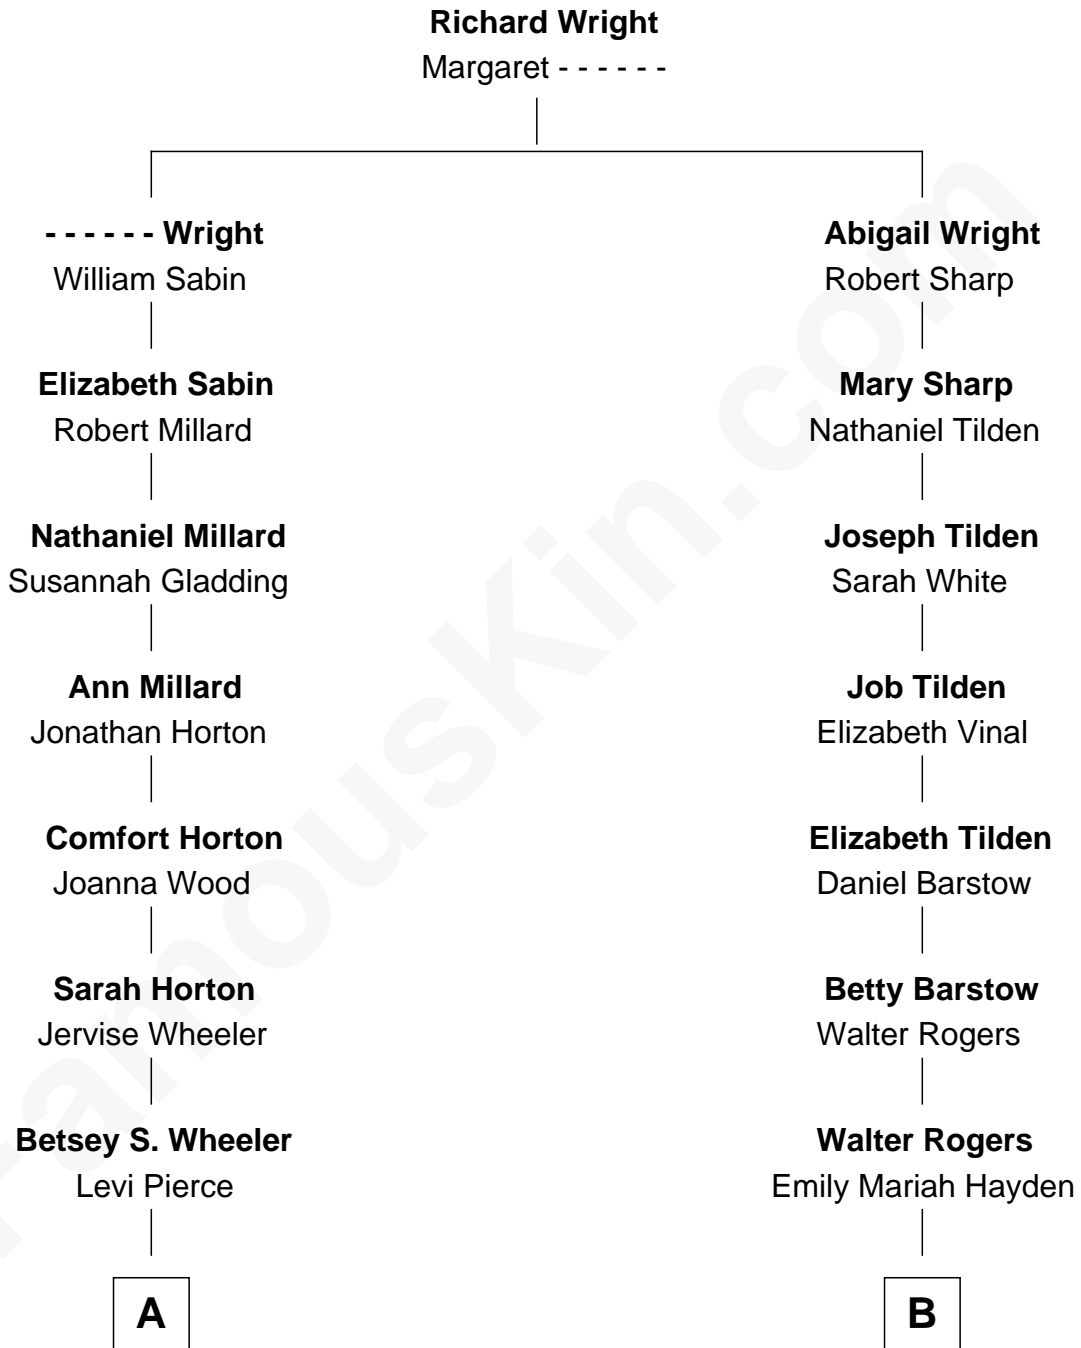 Richard Wright
Margaret - - - - - -
- - - - - - Wright
William Sabin
Elizabeth Sabin
Robert Millard
Nathaniel Millard
Susannah Gladding
Ann Millard
Jonathan Horton
Comfort Horton
Joanna Wood
Sarah Horton
Jervise Wheeler
Betsey S. Wheeler
Levi Pierce
A
Abigail Wright
Robert Sharp
Mary Sharp
Nathaniel Tilden
Joseph Tilden
Sarah White
Job Tilden
Elizabeth Vinal
Elizabeth Tilden
Daniel Barstow
Betty Barstow
Walter Rogers
Walter Rogers
Emily Mariah Hayden
B
FamousKin.com